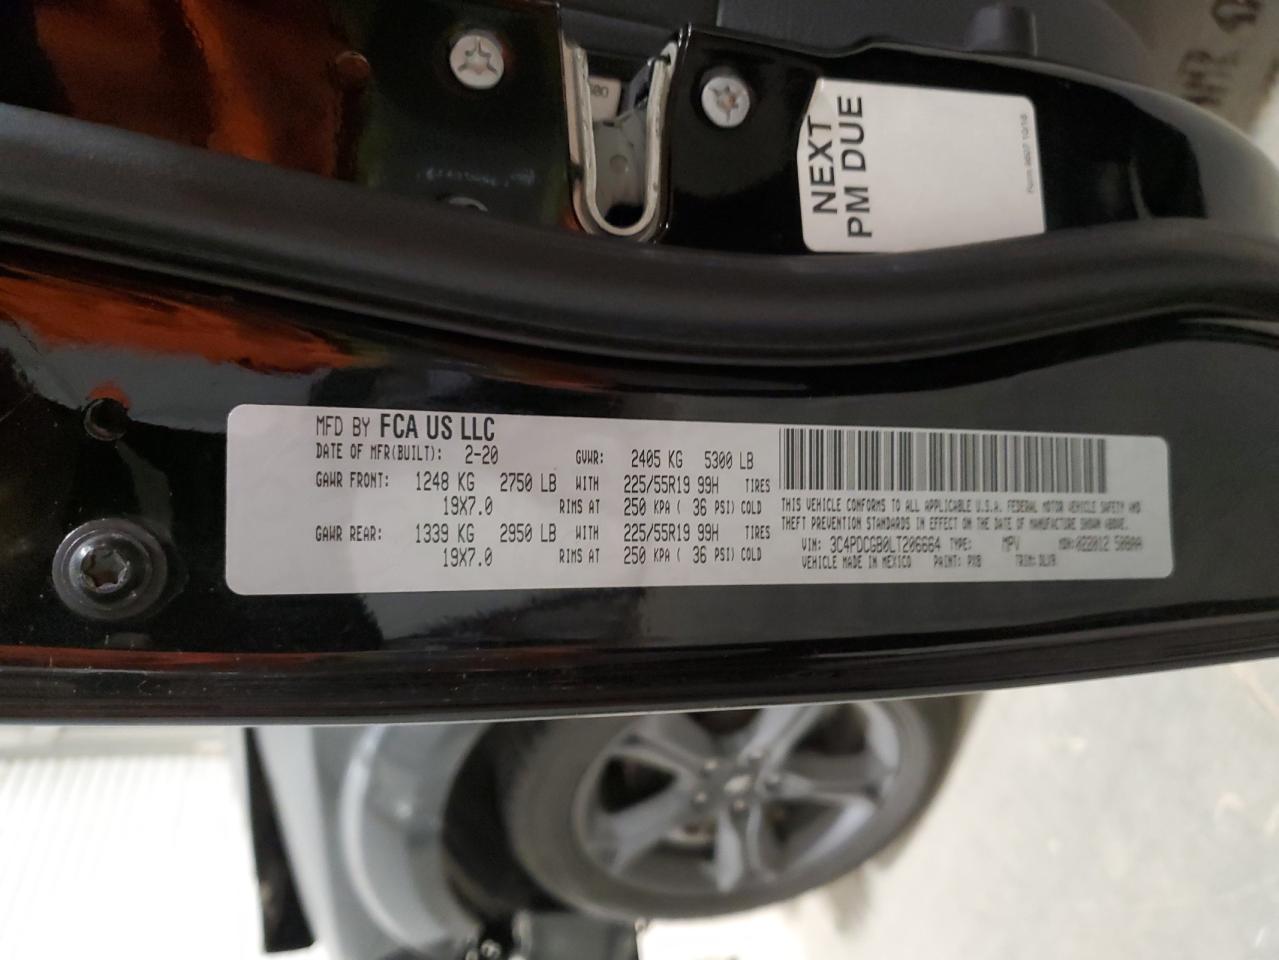 NEXT
PM DUE
MFD BY FCA US LLC
DATE OF MFR(BUILT): 2-20 GVWR: 2405 KG 5300 LB
GAWR FRONT: 1248 KG 2750 LB WITH 225/55R19 99H TIRES
19X7.0 RIMS AT 250 KPA ( 36 PSI) COLD
GAWR REAR: 1339 KG 2950 LB WITH 225/55R19 99H TIRES
19X7.0 RIMS AT 250 KPA ( 36 PSI) COLD
THIS VEHICLE CONFORMS TO ALL APPLICABLE U.S.A. FEDERAL MOTOR VEHICLE SAFETY AND
THEFT PREVENTION STANDARDS IN EFFECT ON THE DATE OF MANUFACTURE SHOWN ABOVE.
VIN: 3C4PDCGB0LT206664 TYPE: MPV MDH: 022012
VEHICLE MADE IN MEXICO PAINT: PX8 TRIM: